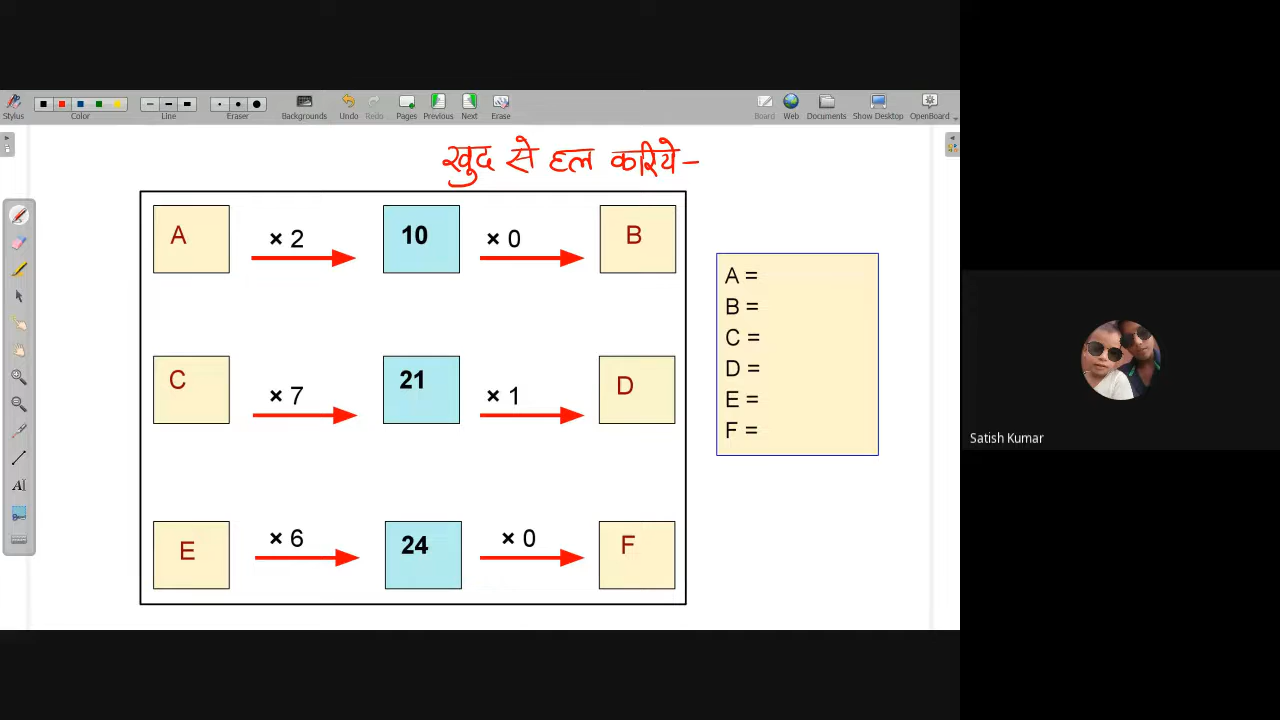 Stylus Color Line Eraser Backgrounds Undo Redo Pages Previous Next Erase Board Web Documents Show Desktop OpenBoard
खुद से हल करिये-
A × 2 10 × 0 B
C × 7 21 × 1 D
E × 6 24 × 0 F
A =
B =
C =
D =
E =
F =
Satish Kumar